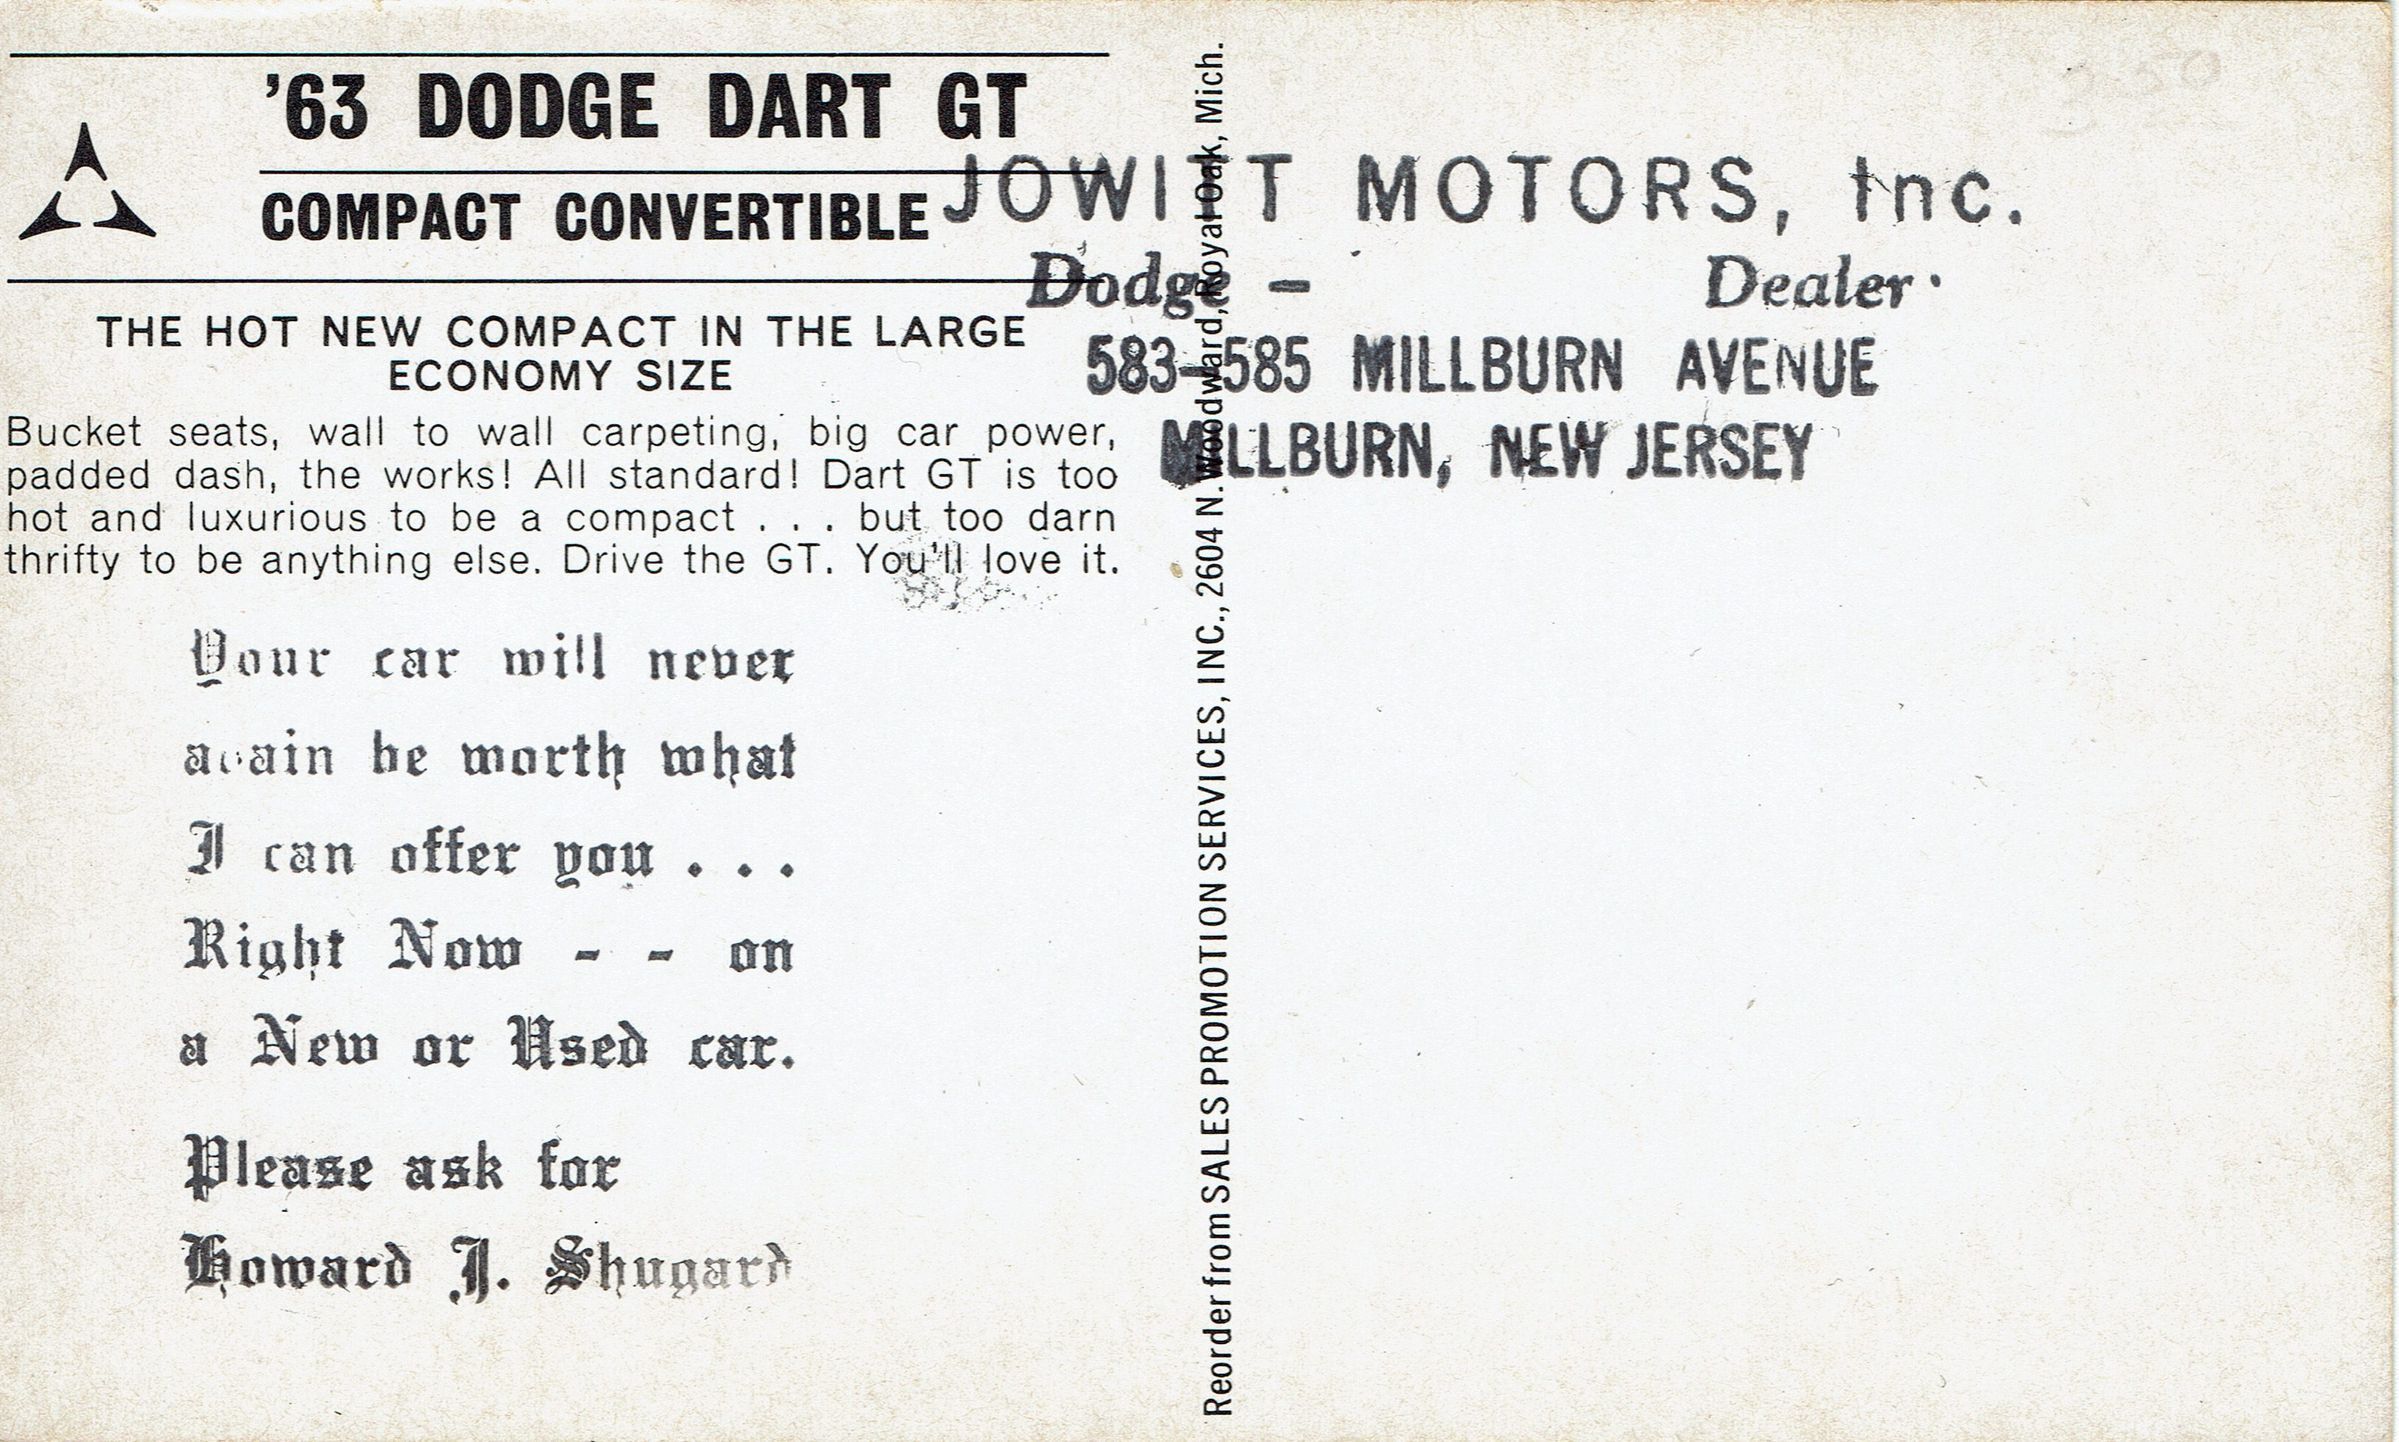 '63 DODGE DART GT
COMPACT CONVERTIBLE
THE HOT NEW COMPACT IN THE LARGE
ECONOMY SIZE
Bucket seats, wall to wall carpeting, big car power,
padded dash, the works! All standard! Dart GT is too
hot and luxurious to be a compact . . . but too darn
thrifty to be anything else. Drive the GT. You'll love it.
Your car will never
again be worth what
I can offer you . . .
Right Now - - on
a New or Used car.
Please ask for
Howard J. Shugard
Reorder from SALES PROMOTION SERVICES, INC., 2604 N. Woodward, Royal Oak, Mich.
3-50
JOWITT MOTORS, Inc.
Dodge - Dealer
583-585 MILLBURN AVENUE
MILLBURN, NEW JERSEY